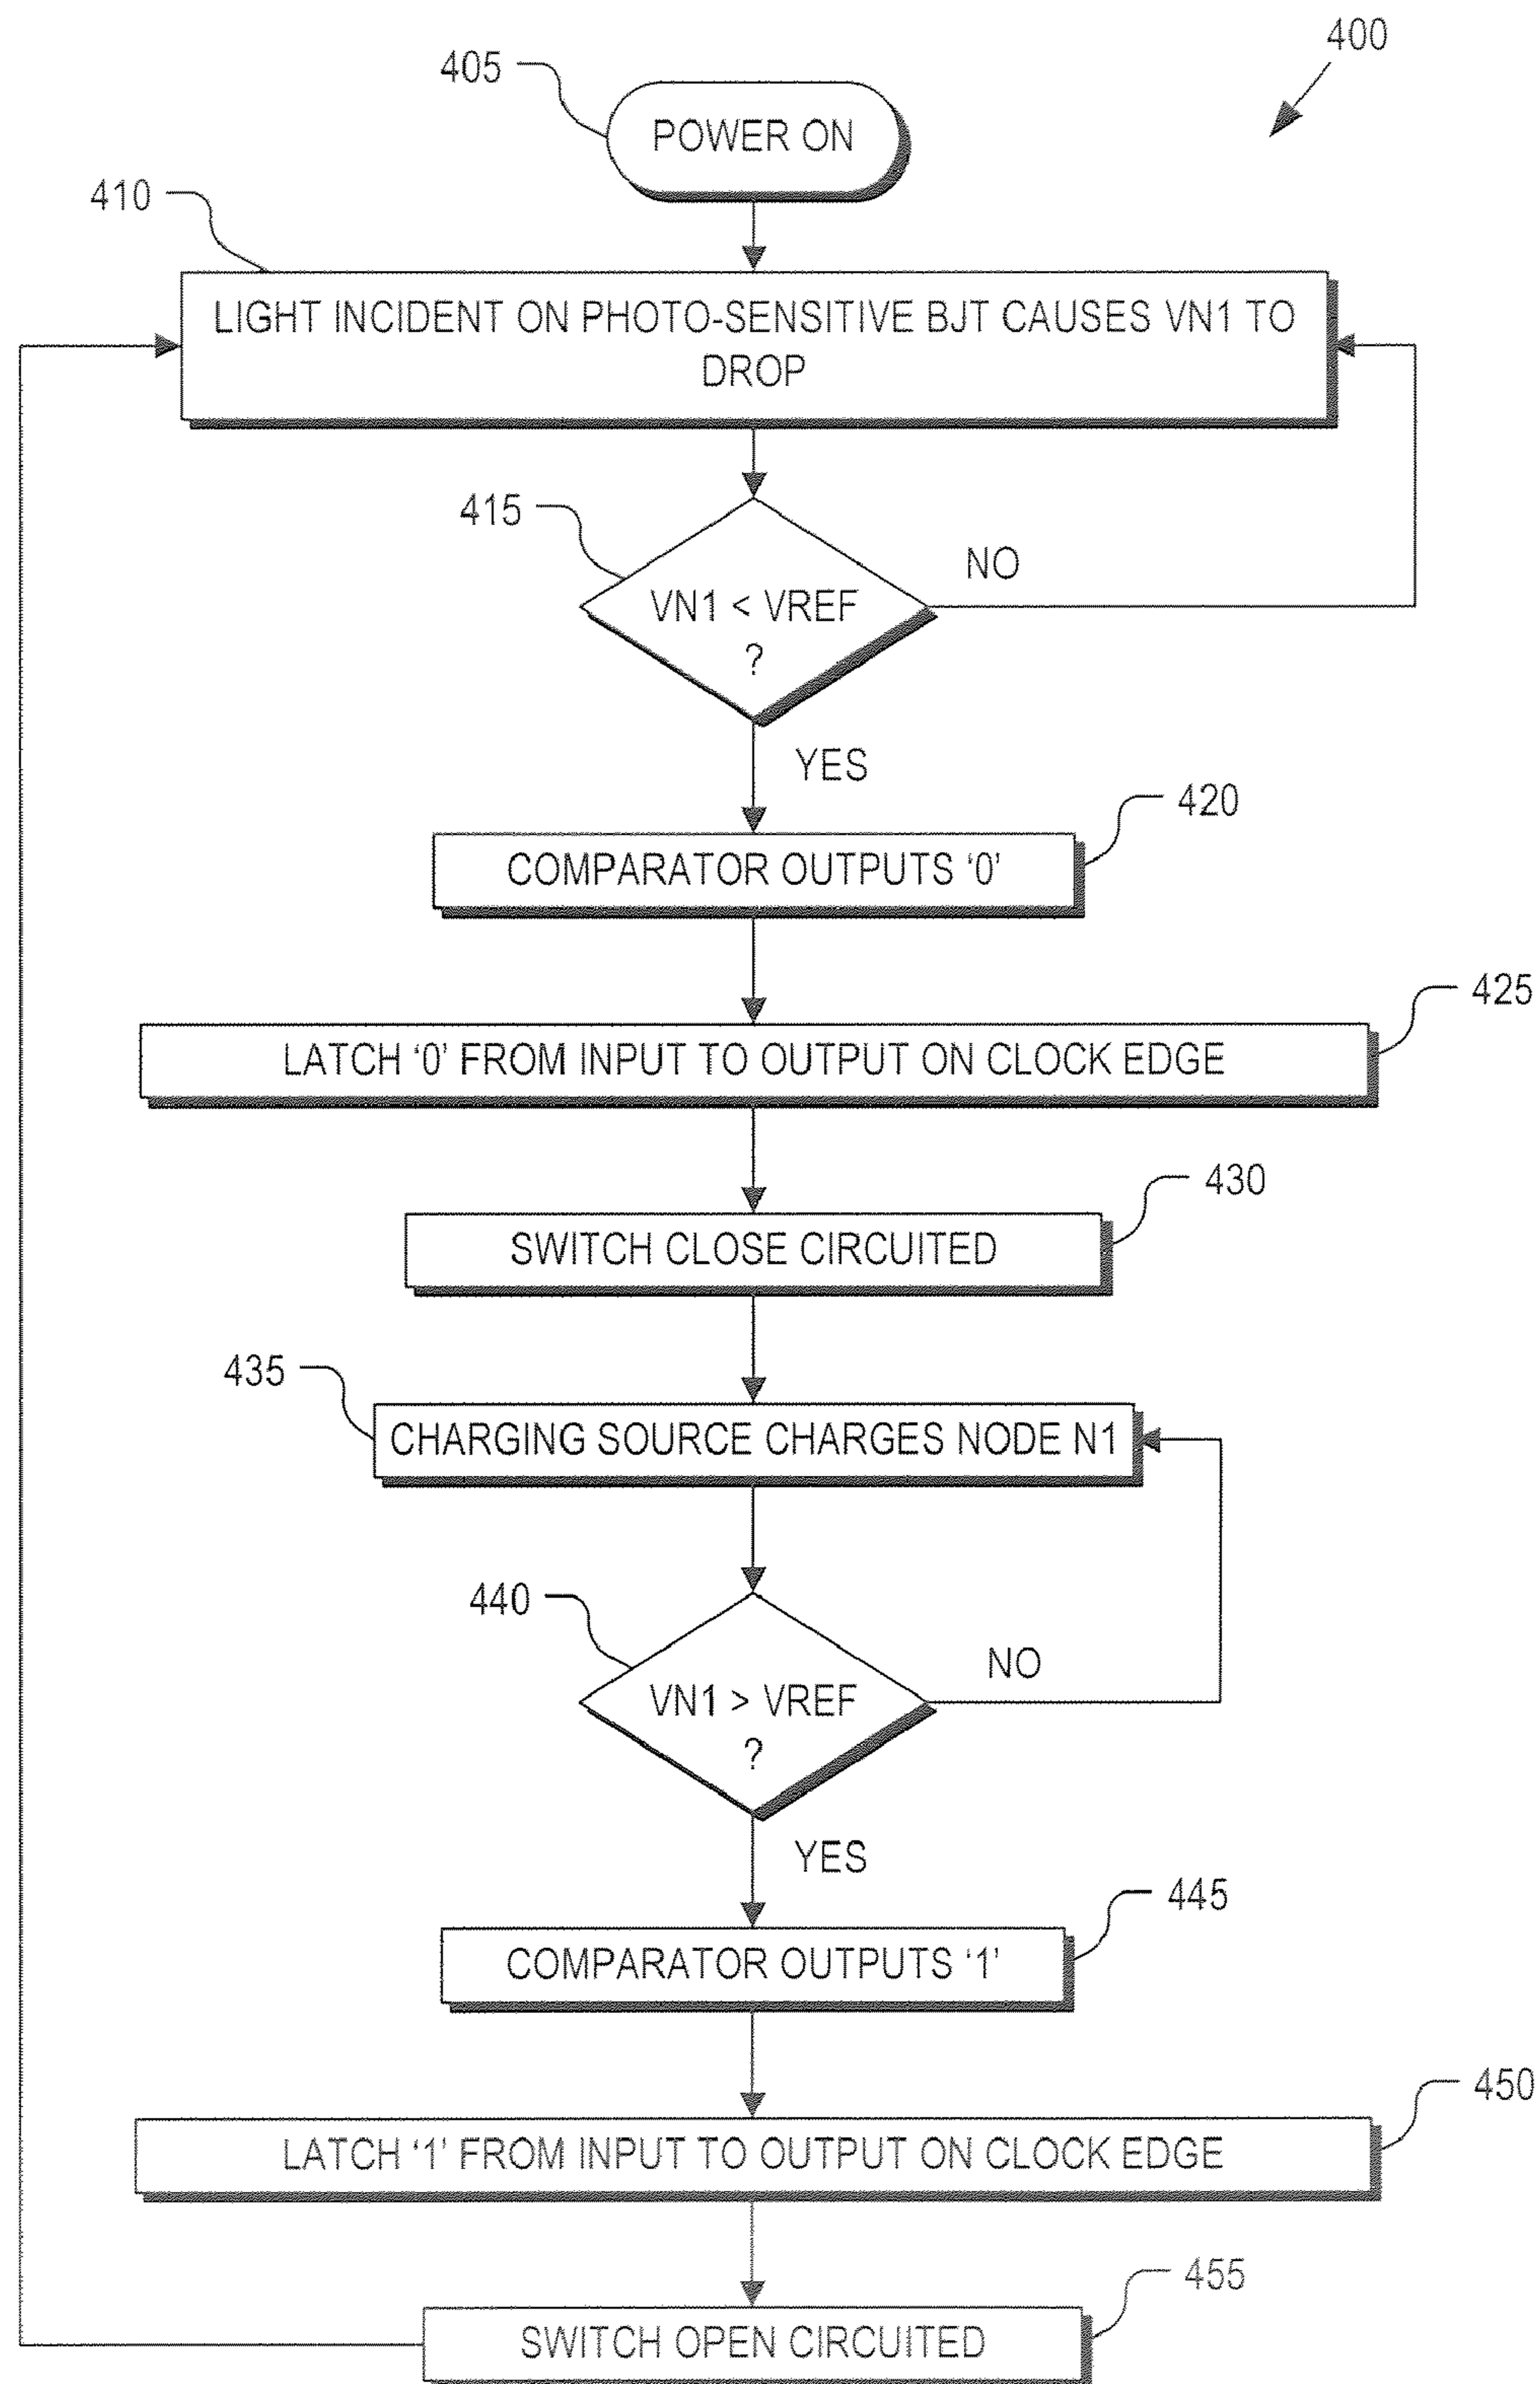 400
405
POWER ON
410
LIGHT INCIDENT ON PHOTO-SENSITIVE BJT CAUSES VN1 TO
DROP
415
NO
VN1 < VREF
?
YES
420
COMPARATOR OUTPUTS ‘0’
425
LATCH ‘0’ FROM INPUT TO OUTPUT ON CLOCK EDGE
430
SWITCH CLOSE CIRCUITED
435
CHARGING SOURCE CHARGES NODE N1
440
NO
VN1 > VREF
?
YES
445
COMPARATOR OUTPUTS ‘1’
450
LATCH ‘1’ FROM INPUT TO OUTPUT ON CLOCK EDGE
455
SWITCH OPEN CIRCUITED